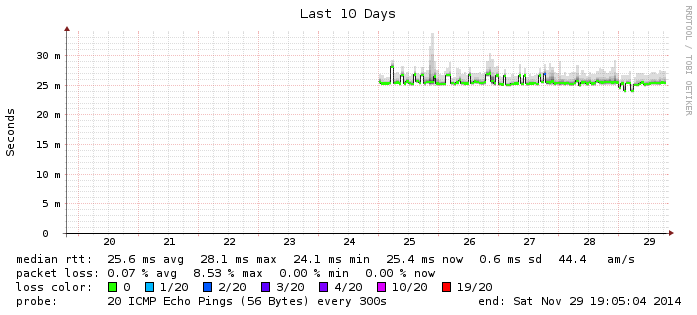 Last 10 Days
RRDTOOL / TOBI OETIKER
Seconds
30 m
25 m
20 m
15 m
10 m
5 m
0
20 21 22 23 24 25 26 27 28 29
median rtt: 25.6 ms avg 28.1 ms max 24.1 ms min 25.4 ms now 0.6 ms sd 44.4 am/s
packet loss: 0.07 % avg 8.53 % max 0.00 % min 0.00 % now
loss color: 0 1/20 2/20 3/20 4/20 10/20 19/20
probe: 20 ICMP Echo Pings (56 Bytes) every 300s end: Sat Nov 29 19:05:04 2014